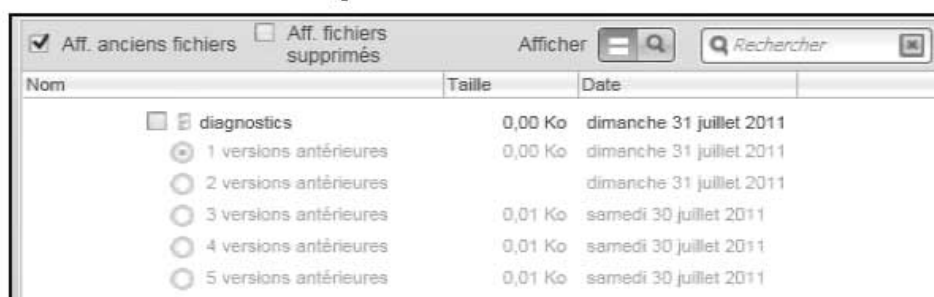 Aff. anciens fichiers Aff. fichiers supprimés Afficher Rechercher
Nom Taille Date
diagnostics 0,00 Ko dimanche 31 juillet 2011
1 versions antérieures 0,00 Ko dimanche 31 juillet 2011
2 versions antérieures dimanche 31 juillet 2011
3 versions antérieures 0,01 Ko samedi 30 juillet 2011
4 versions antérieures 0,01 Ko samedi 30 juillet 2011
5 versions antérieures 0,01 Ko samedi 30 juillet 2011